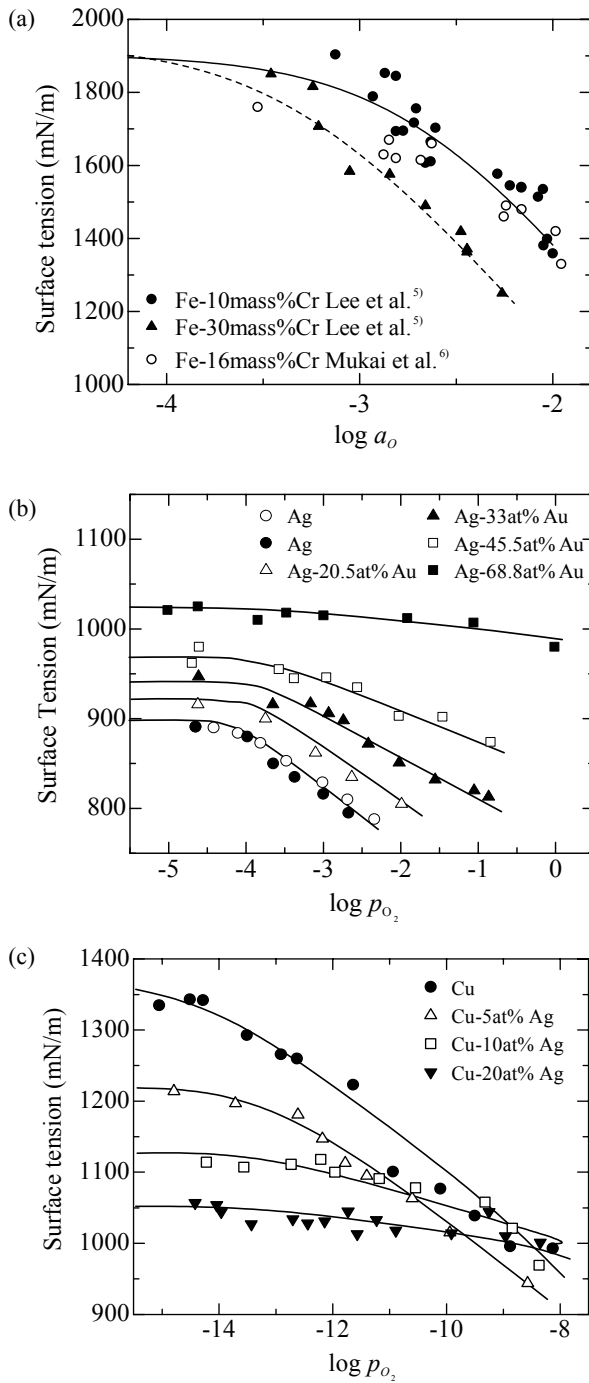 (a)
2000
1800
1600
1400
1200
1000
Surface tension (mN/m)
Fe-10mass%Cr Lee et al.⁵⁾
Fe-30mass%Cr Lee et al.⁵⁾
Fe-16mass%Cr Mukai et al.⁶⁾
-4 -3 -2
log a_O
(b)
1100
1000
900
800
Surface Tension (mN/m)
Ag Ag-33at% Au
Ag Ag-45.5at% Au
Ag-20.5at% Au Ag-68.8at% Au
-5 -4 -3 -2 -1 0
log p_O₂
(c)
1400
1300
1200
1100
1000
900
Surface tension (mN/m)
Cu
Cu-5at% Ag
Cu-10at% Ag
Cu-20at% Ag
-14 -12 -10 -8
log p_O₂